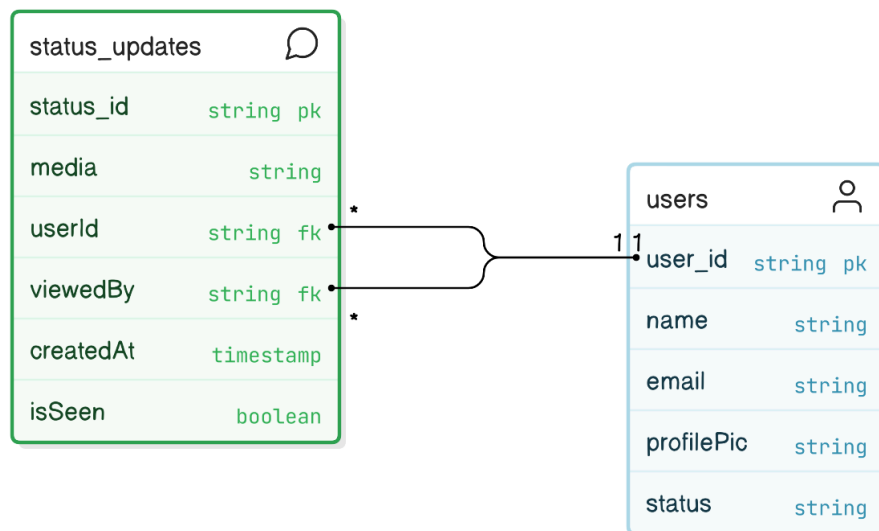 status_updates
status_id string pk
media string
userId string fk
viewedBy string fk
createdAt timestamp
isSeen boolean
*
*
1 1
users
user_id string pk
name string
email string
profilePic string
status string